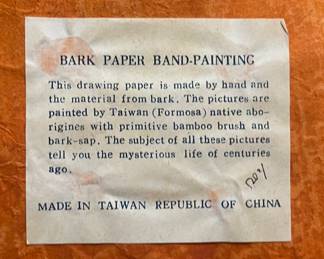 BARK PAPER BAND-PAINTING
This drawing paper is made by hand and
the material from bark. The pictures are
painted by Taiwan (Formosa) native abo-
rigines with primitive bamboo brush and
bark-sap. The subject of all these pictures
tell you the mysterious life of centuries
ago.
MADE IN TAIWAN REPUBLIC OF CHINA